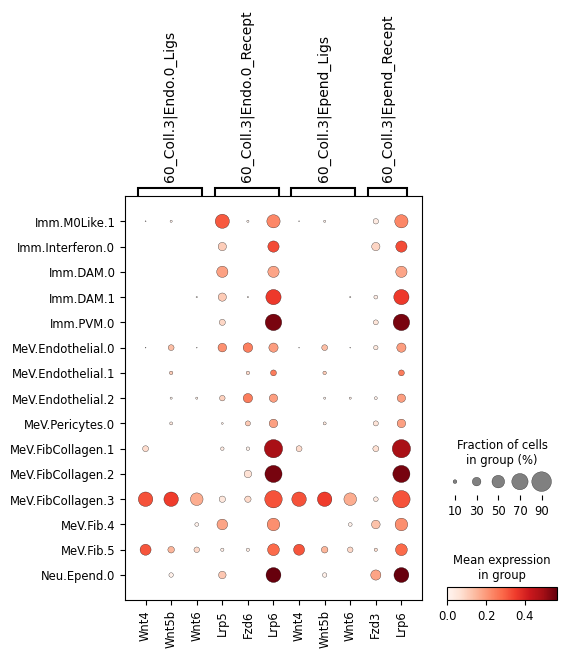 60_Coll.3|Endo.0_Ligs
60_Coll.3|Endo.0_Recept
60_Coll.3|Epend_Ligs
60_Coll.3|Epend_Recept
Imm.M0Like.1
Imm.Interferon.0
Imm.DAM.0
Imm.DAM.1
Imm.PVM.0
MeV.Endothelial.0
MeV.Endothelial.1
MeV.Endothelial.2
MeV.Pericytes.0
MeV.FibCollagen.1
MeV.FibCollagen.2
MeV.FibCollagen.3
MeV.Fib.4
MeV.Fib.5
Neu.Epend.0
Wnt4
Wnt5b
Wnt6
Lrp5
Fzd6
Lrp6
Wnt4
Wnt5b
Wnt6
Fzd3
Lrp6
Fraction of cells
in group (%)
10 30 50 70 90
Mean expression
in group
0.0 0.2 0.4